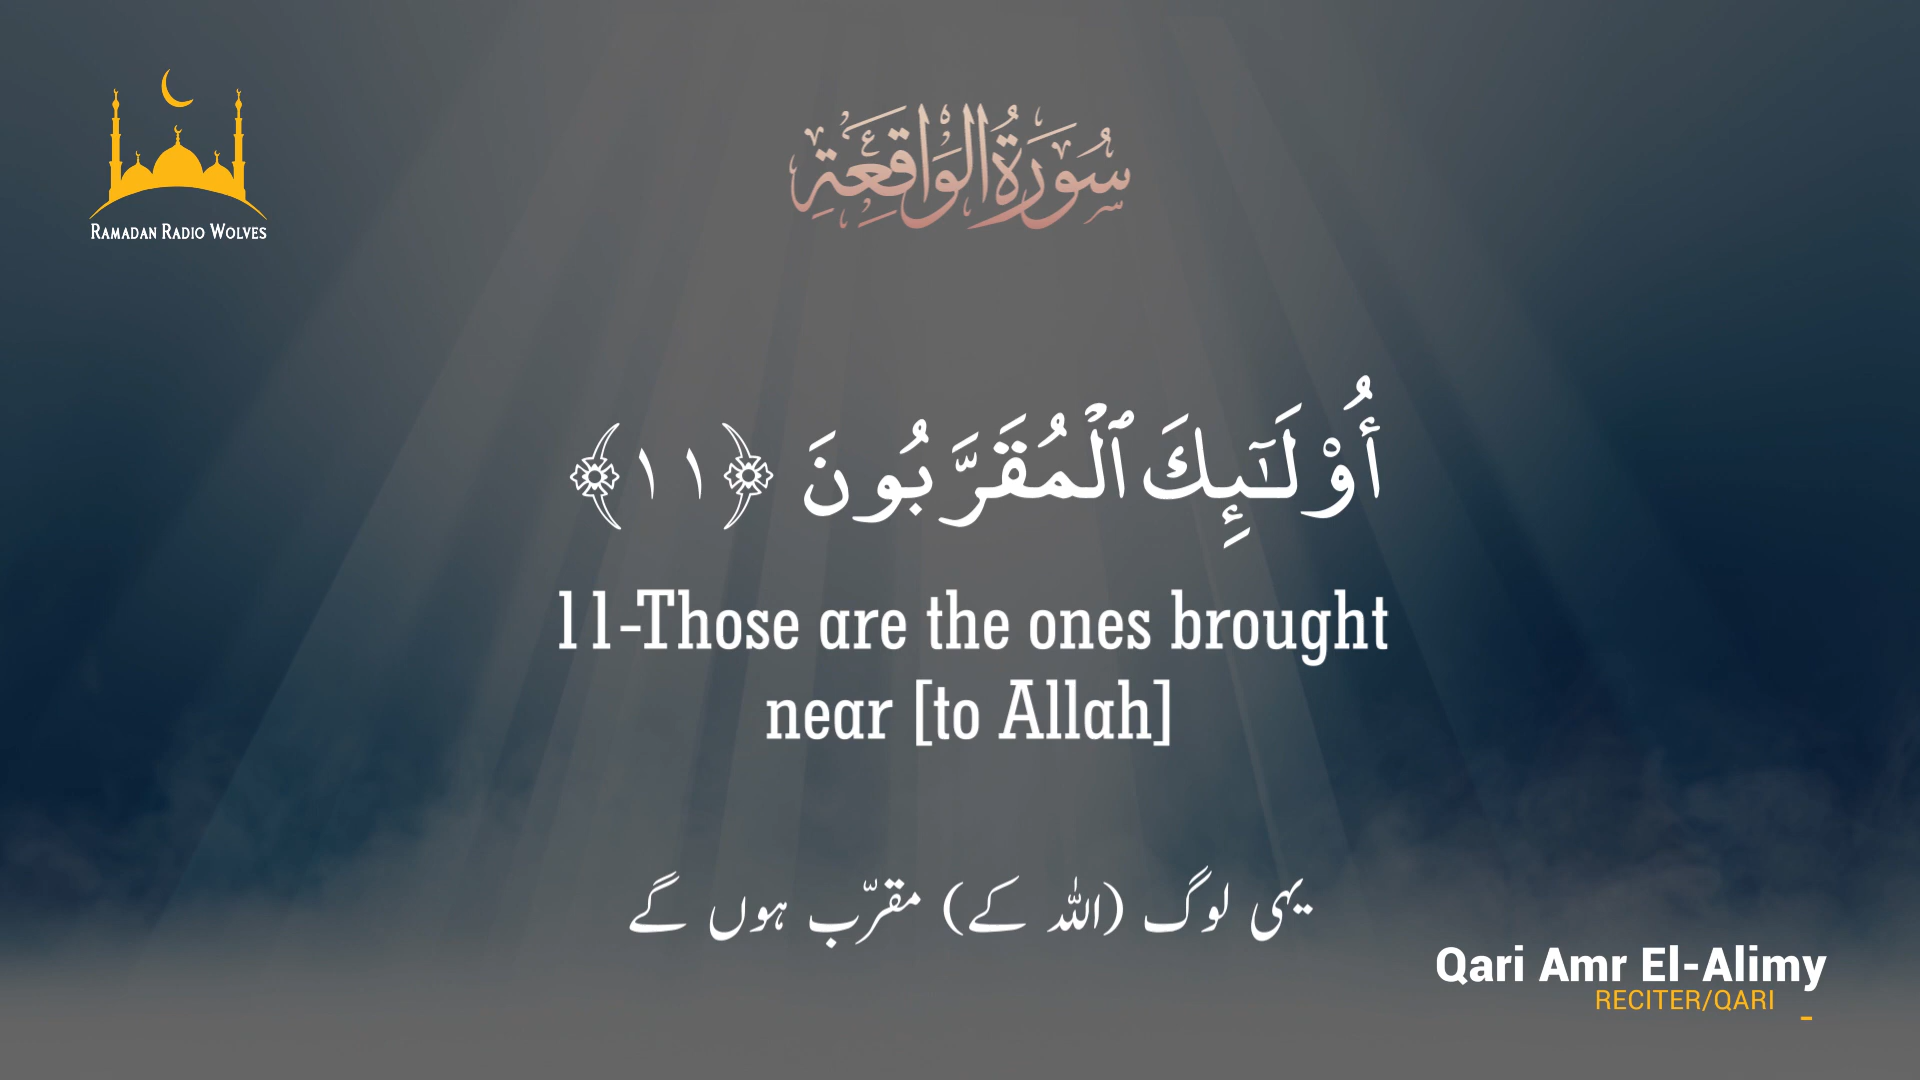 RAMADAN RADIO WOLVES
سُورَةُ الْوَاقِعَةِ
أُوْلَـٰٓئِكَ ٱلْمُقَرَّبُونَ ﴿١١﴾
11-Those are the ones brought
near [to Allah]
یہی لوگ (اللہ کے) مقرّب ہوں گے
Qari Amr El-Alimy
RECITER/QARI